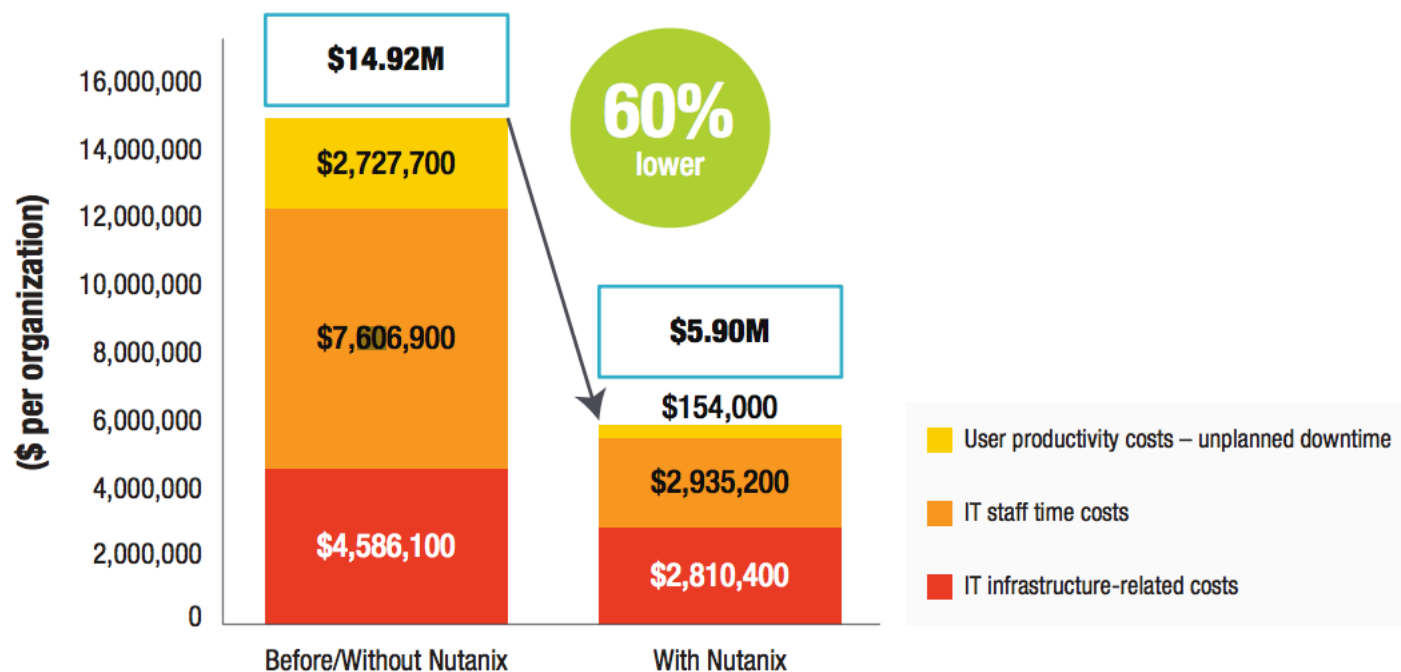 ($ per organization)
16,000,000
14,000,000
12,000,000
10,000,000
8,000,000
6,000,000
4,000,000
2,000,000
0
$14.92M
$2,727,700
$7,606,900
$4,586,100
Before/Without Nutanix
60%
lower
$5.90M
$154,000
$2,935,200
$2,810,400
With Nutanix
User productivity costs – unplanned downtime
IT staff time costs
IT infrastructure-related costs